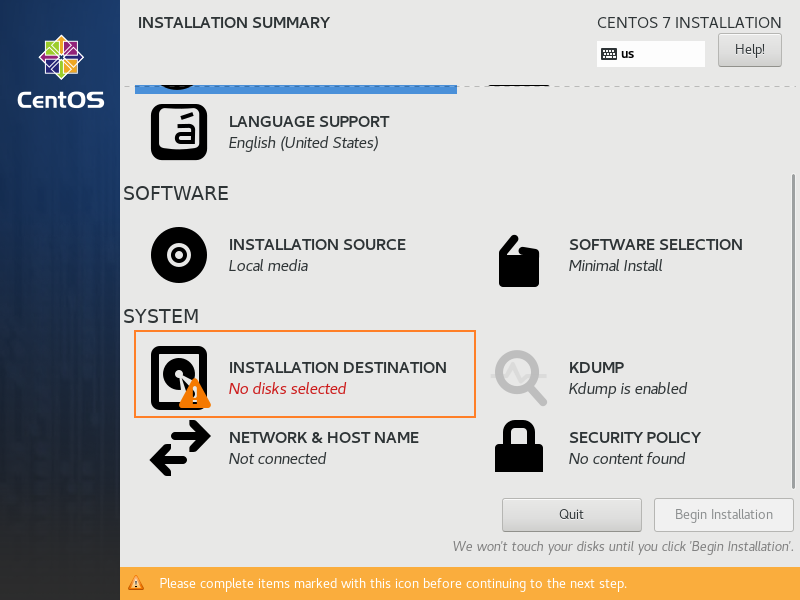 INSTALLATION SUMMARY
CENTOS 7 INSTALLATION
us
Help!
CentOS
LANGUAGE SUPPORT
English (United States)
SOFTWARE
INSTALLATION SOURCE
Local media
SOFTWARE SELECTION
Minimal Install
SYSTEM
INSTALLATION DESTINATION
No disks selected
KDUMP
Kdump is enabled
NETWORK & HOST NAME
Not connected
SECURITY POLICY
No content found
Quit
Begin Installation
We won't touch your disks until you click 'Begin Installation'.
Please complete items marked with this icon before continuing to the next step.